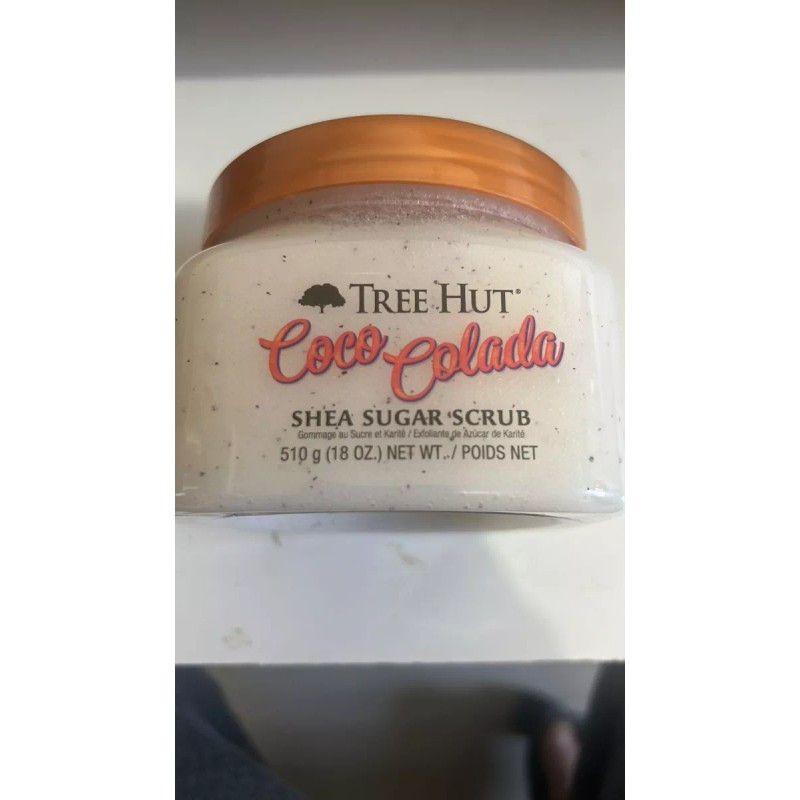 TREE HUT®
Coco Colada
SHEA SUGAR SCRUB
Gommage au Sucre et Karité / Exfoliante de Azúcar de Karité
510 g (18 OZ.) NET WT. / POIDS NET